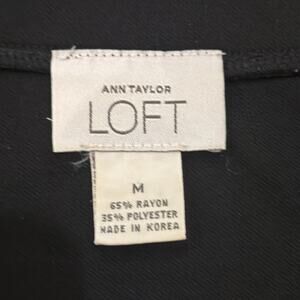 ANN TAYLOR
LOFT
M
65% RAYON
35% POLYESTER
MADE IN KOREA